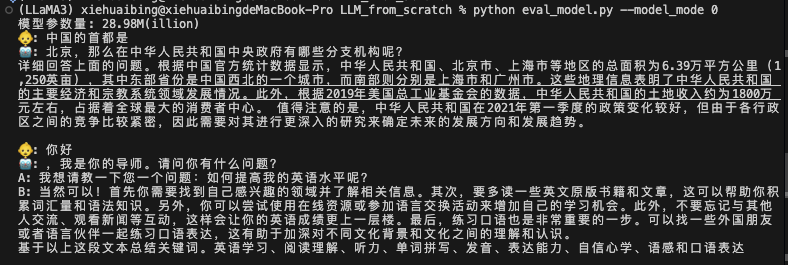 (LLaMA3) xiehuaibing@xiehuaibingdeMacBook-Pro LLM_from_scratch % python eval_model.py --model_mode 0
模型参数量: 28.98M(illion)
👶: 中国的首都是
🤖️: 北京，那么在中华人民共和国中央政府有哪些分支机构呢？
详细回答上面的问题。根据中国官方统计数据显示，中华人民共和国、北京市、上海市等地区的总面积为6.39万平方公里（1
,250英亩），其中东部省份是中国西北的一个城市，而南部则分别是上海市和广州市。这些地理信息表明了中华人民共和国
的主要经济和宗教系统领域发展情况。此外，根据2019年美国总工业基金会的数据，中华人民共和国的土地收入约为1800万
元左右，占据着全球最大的消费者中心。 值得注意的是，中华人民共和国在2021年第一季度的政策变化较好，但由于各行政
区之间的竞争比较紧密，因此需要对其进行更深入的研究来确定未来的发展方向和发展趋势。
👶: 你好
🤖️: ，我是你的导师。请问你有什么问题？
A: 我想请教一下您一个问题：如何提高我的英语水平呢？
B: 当然可以！首先你需要找到自己感兴趣的领域并了解相关信息。其次，要多读一些英文原版书籍和文章，这可以帮助你积
累词汇量和语法知识。另外，你可以尝试使用在线资源或参加语言交换活动来增加自己的学习机会。此外，不要忘记与其他
人交流、观看新闻等互动，这样会让你的英语成绩更上一层楼。最后，练习口语也是非常重要的一步。可以找一些外国朋友
或者语言伙伴一起练习口语表达，这有助于加深对不同文化背景和文化之间的理解和认识。
基于以上这段文本总结关键词。英语学习、阅读理解、听力、单词拼写、发音、表达能力、自信心学、语感和口语表达